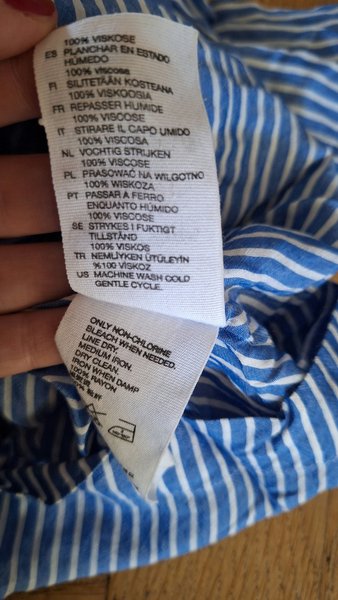 100% VISKOSE
ES PLANCHAR EN ESTADO
HÚMEDO
100% viscose
FI SILITETÄÄN KOSTEANA
100% VISKOOSIA
FR REPASSER HUMIDE
100% VISCOSE
IT STIRARE IL CAPO UMIDO
100% VISCOSA
NL VOCHTIG STRIJKEN
100% VISCOSE
PL PRASOWAĆ NA WILGOTNO
100% WISKOZA
PT PASSAR A FERRO
ENQUANTO HÚMIDO
100% VISCOSE
SE STRYKES I FUKTIGT
TILLSTÅND
100% VISKOS
TR NEMLİYKEN ÜTÜLEYİN
%100 VİSKOZ
US MACHINE WASH COLD
GENTLE CYCLE.
ONLY NON-CHLORINE
BLEACH WHEN NEEDED.
LINE DRY.
MEDIUM IRON.
DRY CLEAN.
IRON WHEN DAMP
100% RAYON